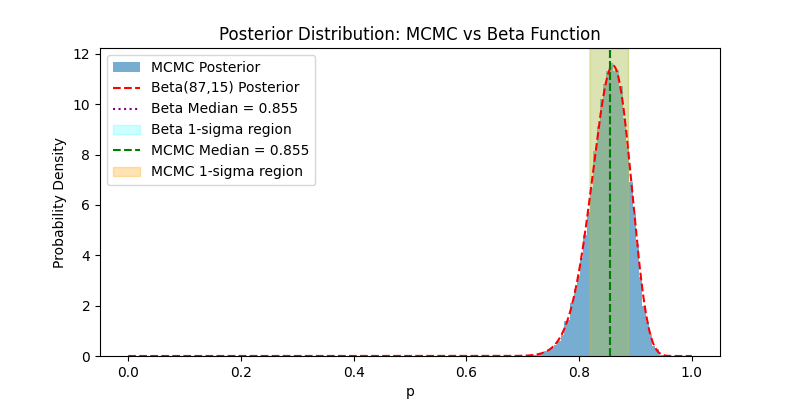 Posterior Distribution: MCMC vs Beta Function
Probability Density
12
10
8
6
4
2
0
MCMC Posterior
Beta(87,15) Posterior
Beta Median = 0.855
Beta 1-sigma region
MCMC Median = 0.855
MCMC 1-sigma region
0.0 0.2 0.4 0.6 0.8 1.0
p